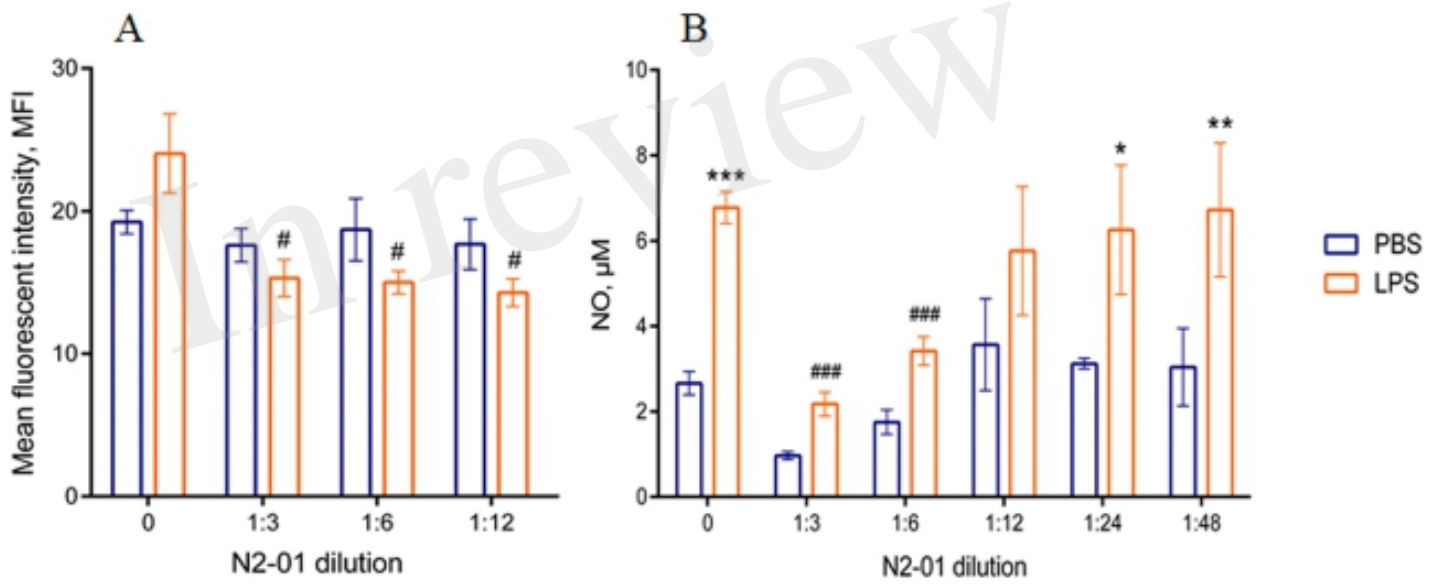 A
Mean fluorescent intensity, MFI
30
20
10
0
#
#
#
0 1:3 1:6 1:12
N2-01 dilution
B
NO, µM
10
8
6
4
2
0
***
###
###
*
**
0 1:3 1:6 1:12 1:24 1:48
N2-01 dilution
PBS
LPS
In review